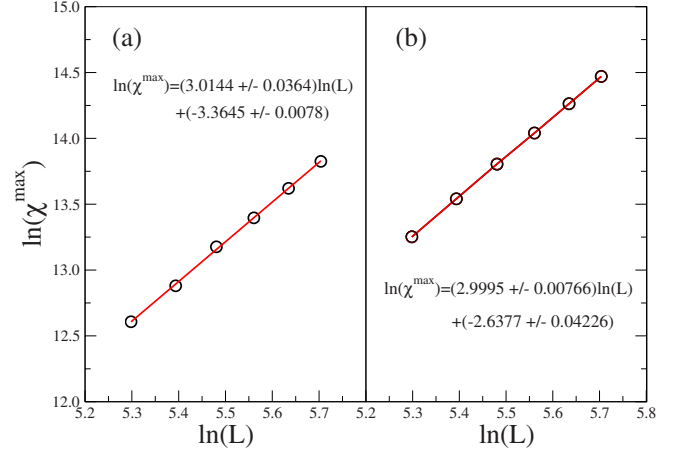 15.0
14.5
14.0
13.5
13.0
12.5
12.0
ln(χ^max)
(a)
ln(χ^max)=(3.0144 +/- 0.0364)ln(L)
+(-3.3645 +/- 0.0078)
5.2 5.3 5.4 5.5 5.6 5.7
ln(L)
(b)
ln(χ^max)=(2.9995 +/- 0.00766)ln(L)
+(-2.6377 +/- 0.04226)
5.2 5.3 5.4 5.5 5.6 5.7 5.8
ln(L)